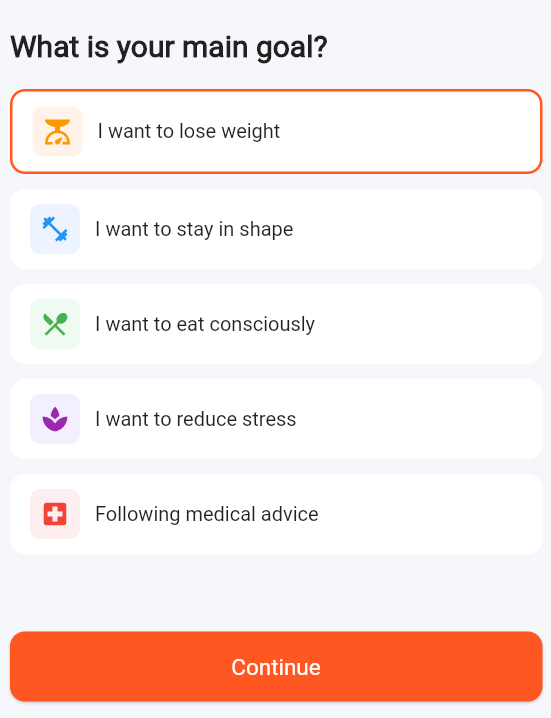 What is your main goal?
I want to lose weight
I want to stay in shape
I want to eat consciously
I want to reduce stress
Following medical advice
Continue